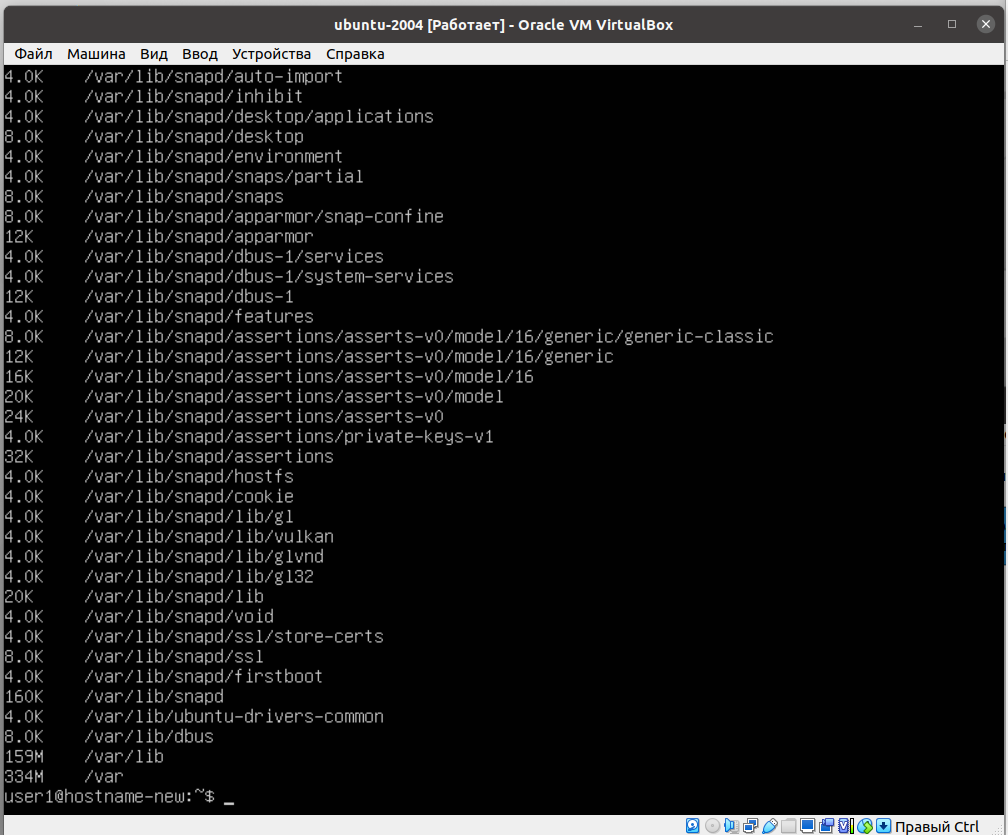 ubuntu-2004 [Работает] - Oracle VM VirtualBox
Файл Машина Вид Ввод Устройства Справка
4.0K /var/lib/snapd/auto-import
4.0K /var/lib/snapd/inhibit
4.0K /var/lib/snapd/desktop/applications
8.0K /var/lib/snapd/desktop
4.0K /var/lib/snapd/environment
4.0K /var/lib/snapd/snaps/partial
8.0K /var/lib/snapd/snaps
8.0K /var/lib/snapd/apparmor/snap-confine
12K /var/lib/snapd/apparmor
4.0K /var/lib/snapd/dbus-1/services
4.0K /var/lib/snapd/dbus-1/system-services
12K /var/lib/snapd/dbus-1
4.0K /var/lib/snapd/features
8.0K /var/lib/snapd/assertions/asserts-v0/model/16/generic/generic-classic
12K /var/lib/snapd/assertions/asserts-v0/model/16/generic
16K /var/lib/snapd/assertions/asserts-v0/model/16
20K /var/lib/snapd/assertions/asserts-v0/model
24K /var/lib/snapd/assertions/asserts-v0
4.0K /var/lib/snapd/assertions/private-keys-v1
32K /var/lib/snapd/assertions
4.0K /var/lib/snapd/hostfs
4.0K /var/lib/snapd/cookie
4.0K /var/lib/snapd/lib/gl
4.0K /var/lib/snapd/lib/vulkan
4.0K /var/lib/snapd/lib/glvnd
4.0K /var/lib/snapd/lib/gl32
20K /var/lib/snapd/lib
4.0K /var/lib/snapd/void
4.0K /var/lib/snapd/ssl/store-certs
8.0K /var/lib/snapd/ssl
4.0K /var/lib/snapd/firstboot
160K /var/lib/snapd
4.0K /var/lib/ubuntu-drivers-common
8.0K /var/lib/dbus
159M /var/lib
334M /var
user1@hostname-new:~$ _
Правый Ctrl